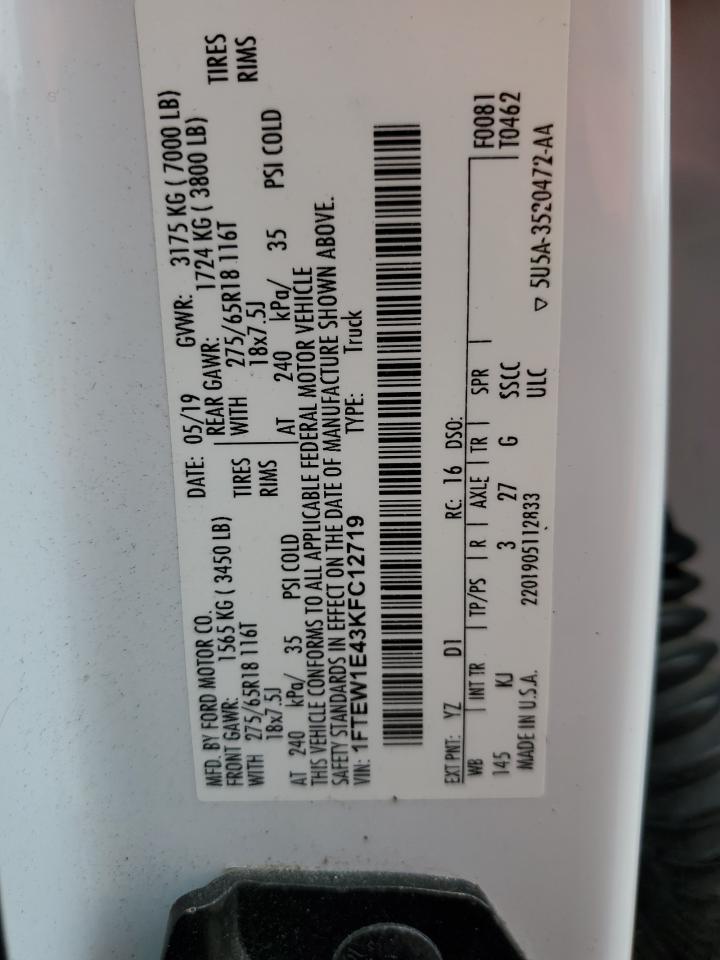 MFD. BY FORD MOTOR CO. DATE: 05/19 GVWR: 3175 KG ( 7000 LB)
FRONT GAWR: 1565 KG ( 3450 LB) REAR GAWR: 1724 KG ( 3800 LB)
WITH 275/65R18 116T TIRES WITH 275/65R18 116T TIRES
18x7.5J RIMS 18x7.5J RIMS
AT 240 kPa/ 35 PSI COLD AT 240 kPa/ 35 PSI COLD
THIS VEHICLE CONFORMS TO ALL APPLICABLE FEDERAL MOTOR VEHICLE
SAFETY STANDARDS IN EFFECT ON THE DATE OF MANUFACTURE SHOWN ABOVE.
VIN: 1FTEW1E43KFC12719 TYPE: Truck
EXT PNT: YZ D1 RC: 16 DSO: F0081
WB INT TR TP/PS R AXLE TR SPR T0462
145 KJ 3 27 G SSCC
MADE IN U.S.A. 2201905112833 ULC ▽ 5U5A-3520472-AA